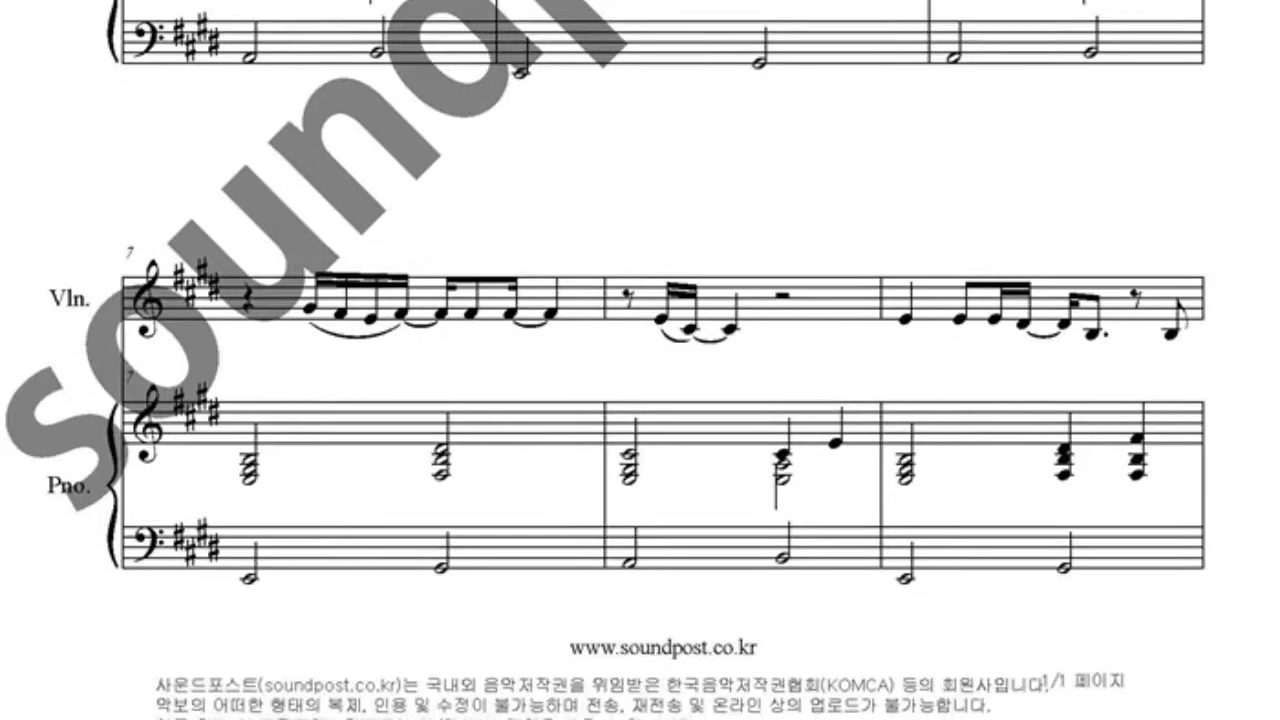 7
Vln.
7
Pno.
www.soundpost.co.kr
사운드포스트(soundpost.co.kr)는 국내외 음악저작권을 위임받은 한국음악저작권협회(KOMCA) 등의 회원사입니다.
1/1 페이지
악보의 어떠한 형태의 복제, 인용 및 수정이 불가능하며 전송, 재전송 및 온라인 상의 업로드가 불가능합니다.